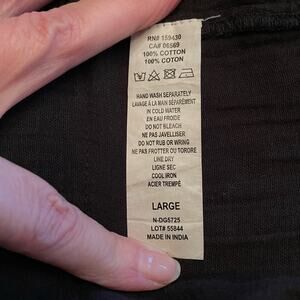 RN# 159430
CA# 06569
100% COTTON
100% COTON
HAND WASH SEPARATELY
LAVAGE À LA MAIN SÉPARÉMENT
IN COLD WATER
EN EAU FROIDE
DO NOT BLEACH
NE PAS JAVELLISER
DO NOT RUB OR WRING
NE PAS FROTTER OU TORDRE
LINE DRY
LIGNE SEC
COOL IRON
ACIER TREMPÉ
LARGE
N-DG5725
LOT# 55844
MADE IN INDIA